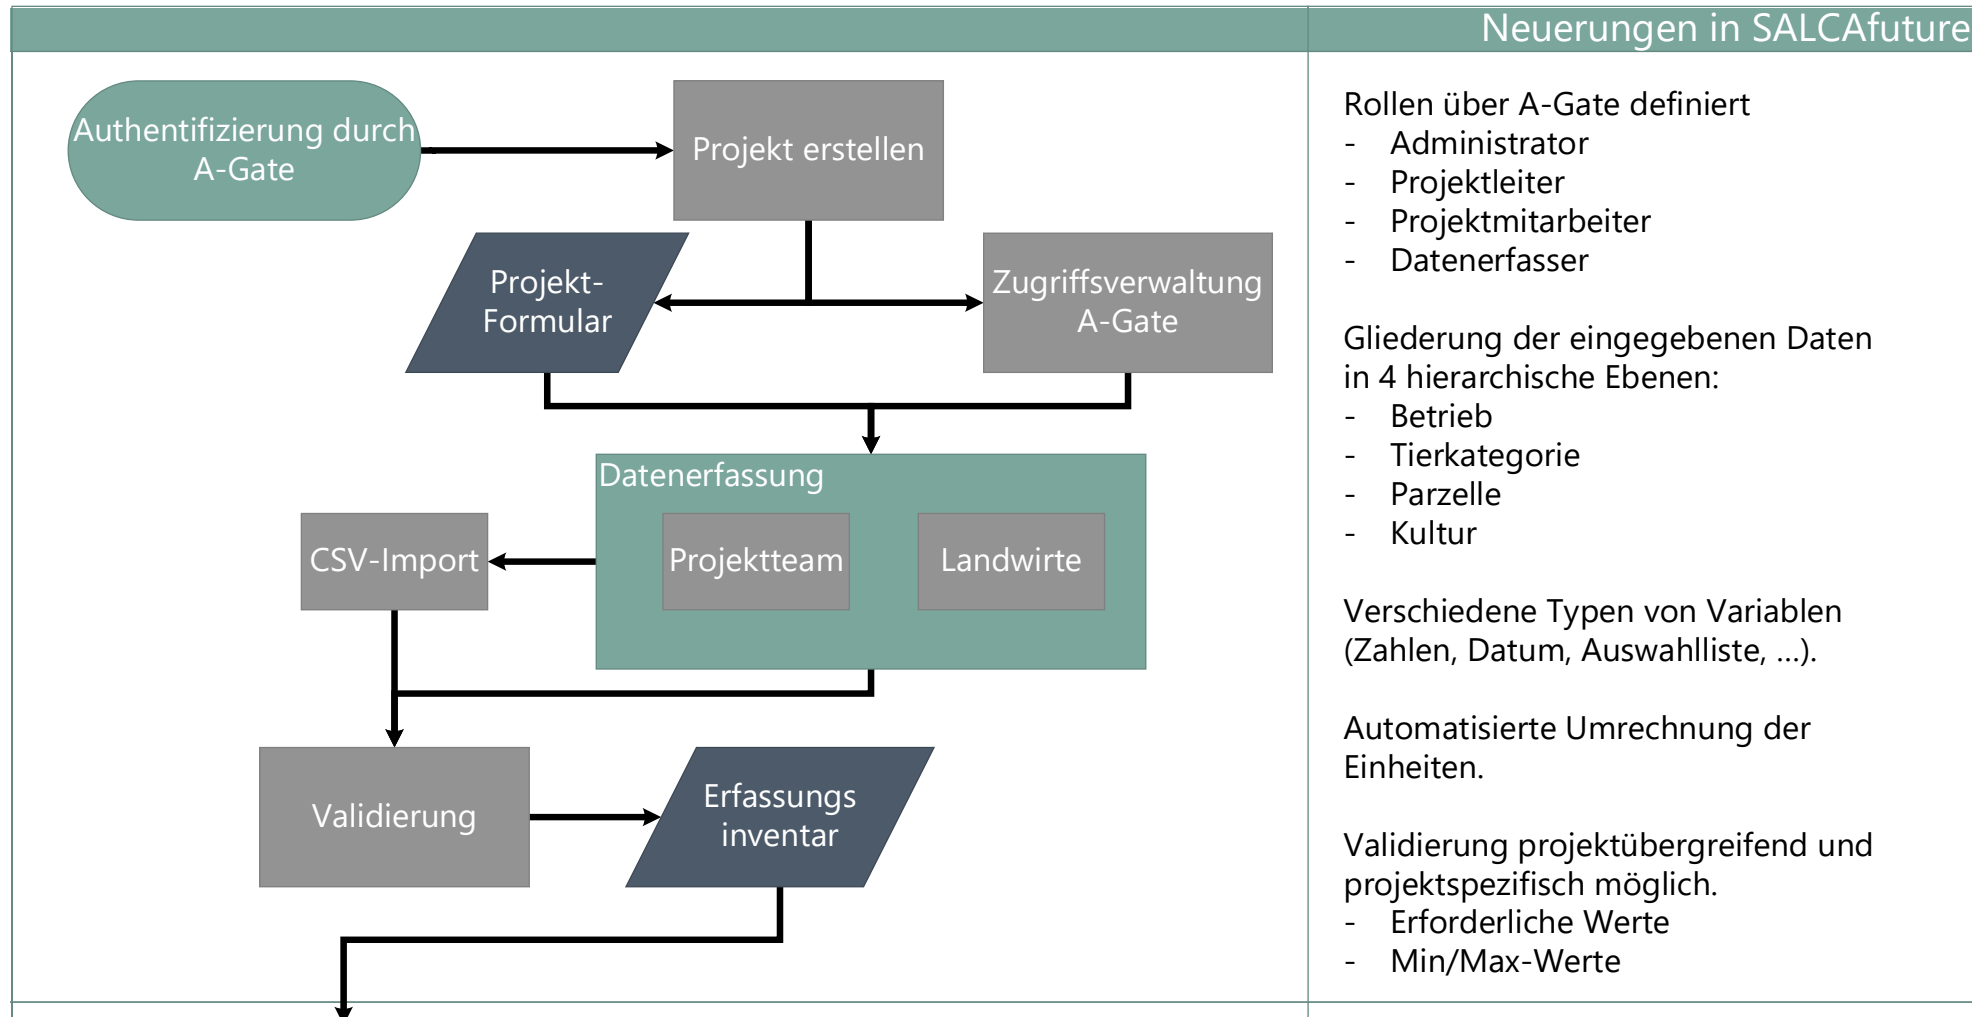 Neuerungen in SALCAfuture
Authentifizierung durch
A-Gate
Projekt erstellen
Projekt-
Formular
Zugriffsverwaltung
A-Gate
Datenerfassung
CSV-Import
Projektteam
Landwirte
Validierung
Erfassungs
inventar
Rollen über A-Gate definiert
- Administrator
- Projektleiter
- Projektmitarbeiter
- Datenerfasser
Gliederung der eingegebenen Daten
in 4 hierarchische Ebenen:
- Betrieb
- Tierkategorie
- Parzelle
- Kultur
Verschiedene Typen von Variablen
(Zahlen, Datum, Auswahlliste, ...).
Automatisierte Umrechnung der
Einheiten.
Validierung projektübergreifend und
projektspezifisch möglich.
- Erforderliche Werte
- Min/Max-Werte